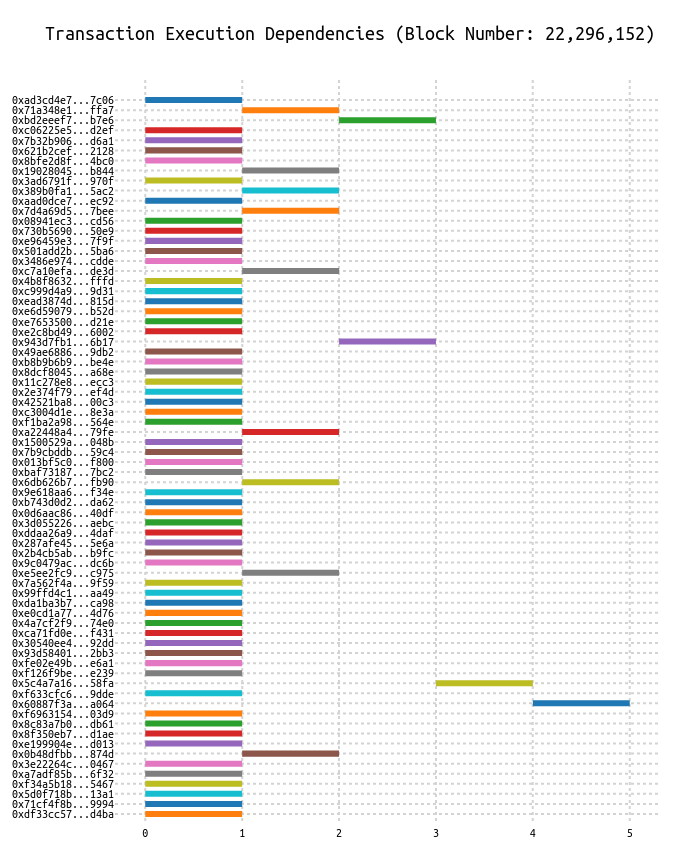 Transaction Execution Dependencies (Block Number: 22,296,152)
0xad3cd4e7...7c06
0x71a348e1...ffa7
0xbd2eeef7...b7e6
0xc06225e5...d2ef
0x7b32b906...d6a1
0x621b2cef...2128
0x8bfe2d8f...4bc0
0x19028045...b844
0x3ad6791f...970f
0x389b0fa1...5ac2
0xaad0dce7...ec92
0x7d4a69d5...7bee
0x08941ec3...cd56
0x730b5690...50e9
0xe96459e3...7f9f
0x501add2b...5ba6
0x3486e974...cdde
0xc7a10efa...de3d
0x4b8f8632...fffd
0xc999d4a9...9d31
0xead3874d...815d
0xe6d59079...b52d
0xe7653500...d21e
0xe2c8bd49...6002
0x943d7fb1...6b17
0x49ae6886...9db2
0xb8b9b6b9...be4e
0x8dcf8045...a68e
0x11c278e8...ecc3
0x2e374f79...ef4d
0x42521ba8...00c3
0xc3004d1e...8e3a
0xf1ba2a98...564e
0xa22448a4...79fe
0x1500529a...048b
0x7b9cbddb...59c4
0x013bf5c0...f800
0xbaf73187...7bc2
0x6db626b7...fb90
0x9e618aa6...f34e
0xb743d0d2...da62
0x0d6aac86...40df
0x3d055226...aebc
0xddaa26a9...4daf
0x287afe45...5e6a
0x2b4cb5ab...b9fc
0x9c0479ac...dc6b
0xe5ee2fc9...c975
0x7a562f4a...9f59
0x99ffd4c1...aa49
0xda1ba3b7...ca98
0xe0cd1a77...4d76
0x4a7cf2f9...74e0
0xca71fd0e...f431
0x30540ee4...92dd
0x93d58401...2bb3
0xfe02e49b...e6a1
0xf126f9be...e239
0x5c4a7a16...58fa
0xf633cfc6...9dde
0x60887f3a...a064
0xf6963154...03d9
0x8c83a7b0...db61
0x8f350eb7...d1ae
0xe199904e...d013
0x0b48dfbb...874d
0x3e22264c...0467
0xa7adf85b...6f32
0xf34a5b18...5467
0x5d0f718b...13a1
0x71cf4f8b...9994
0xdf33cc57...d4ba
0 1 2 3 4 5